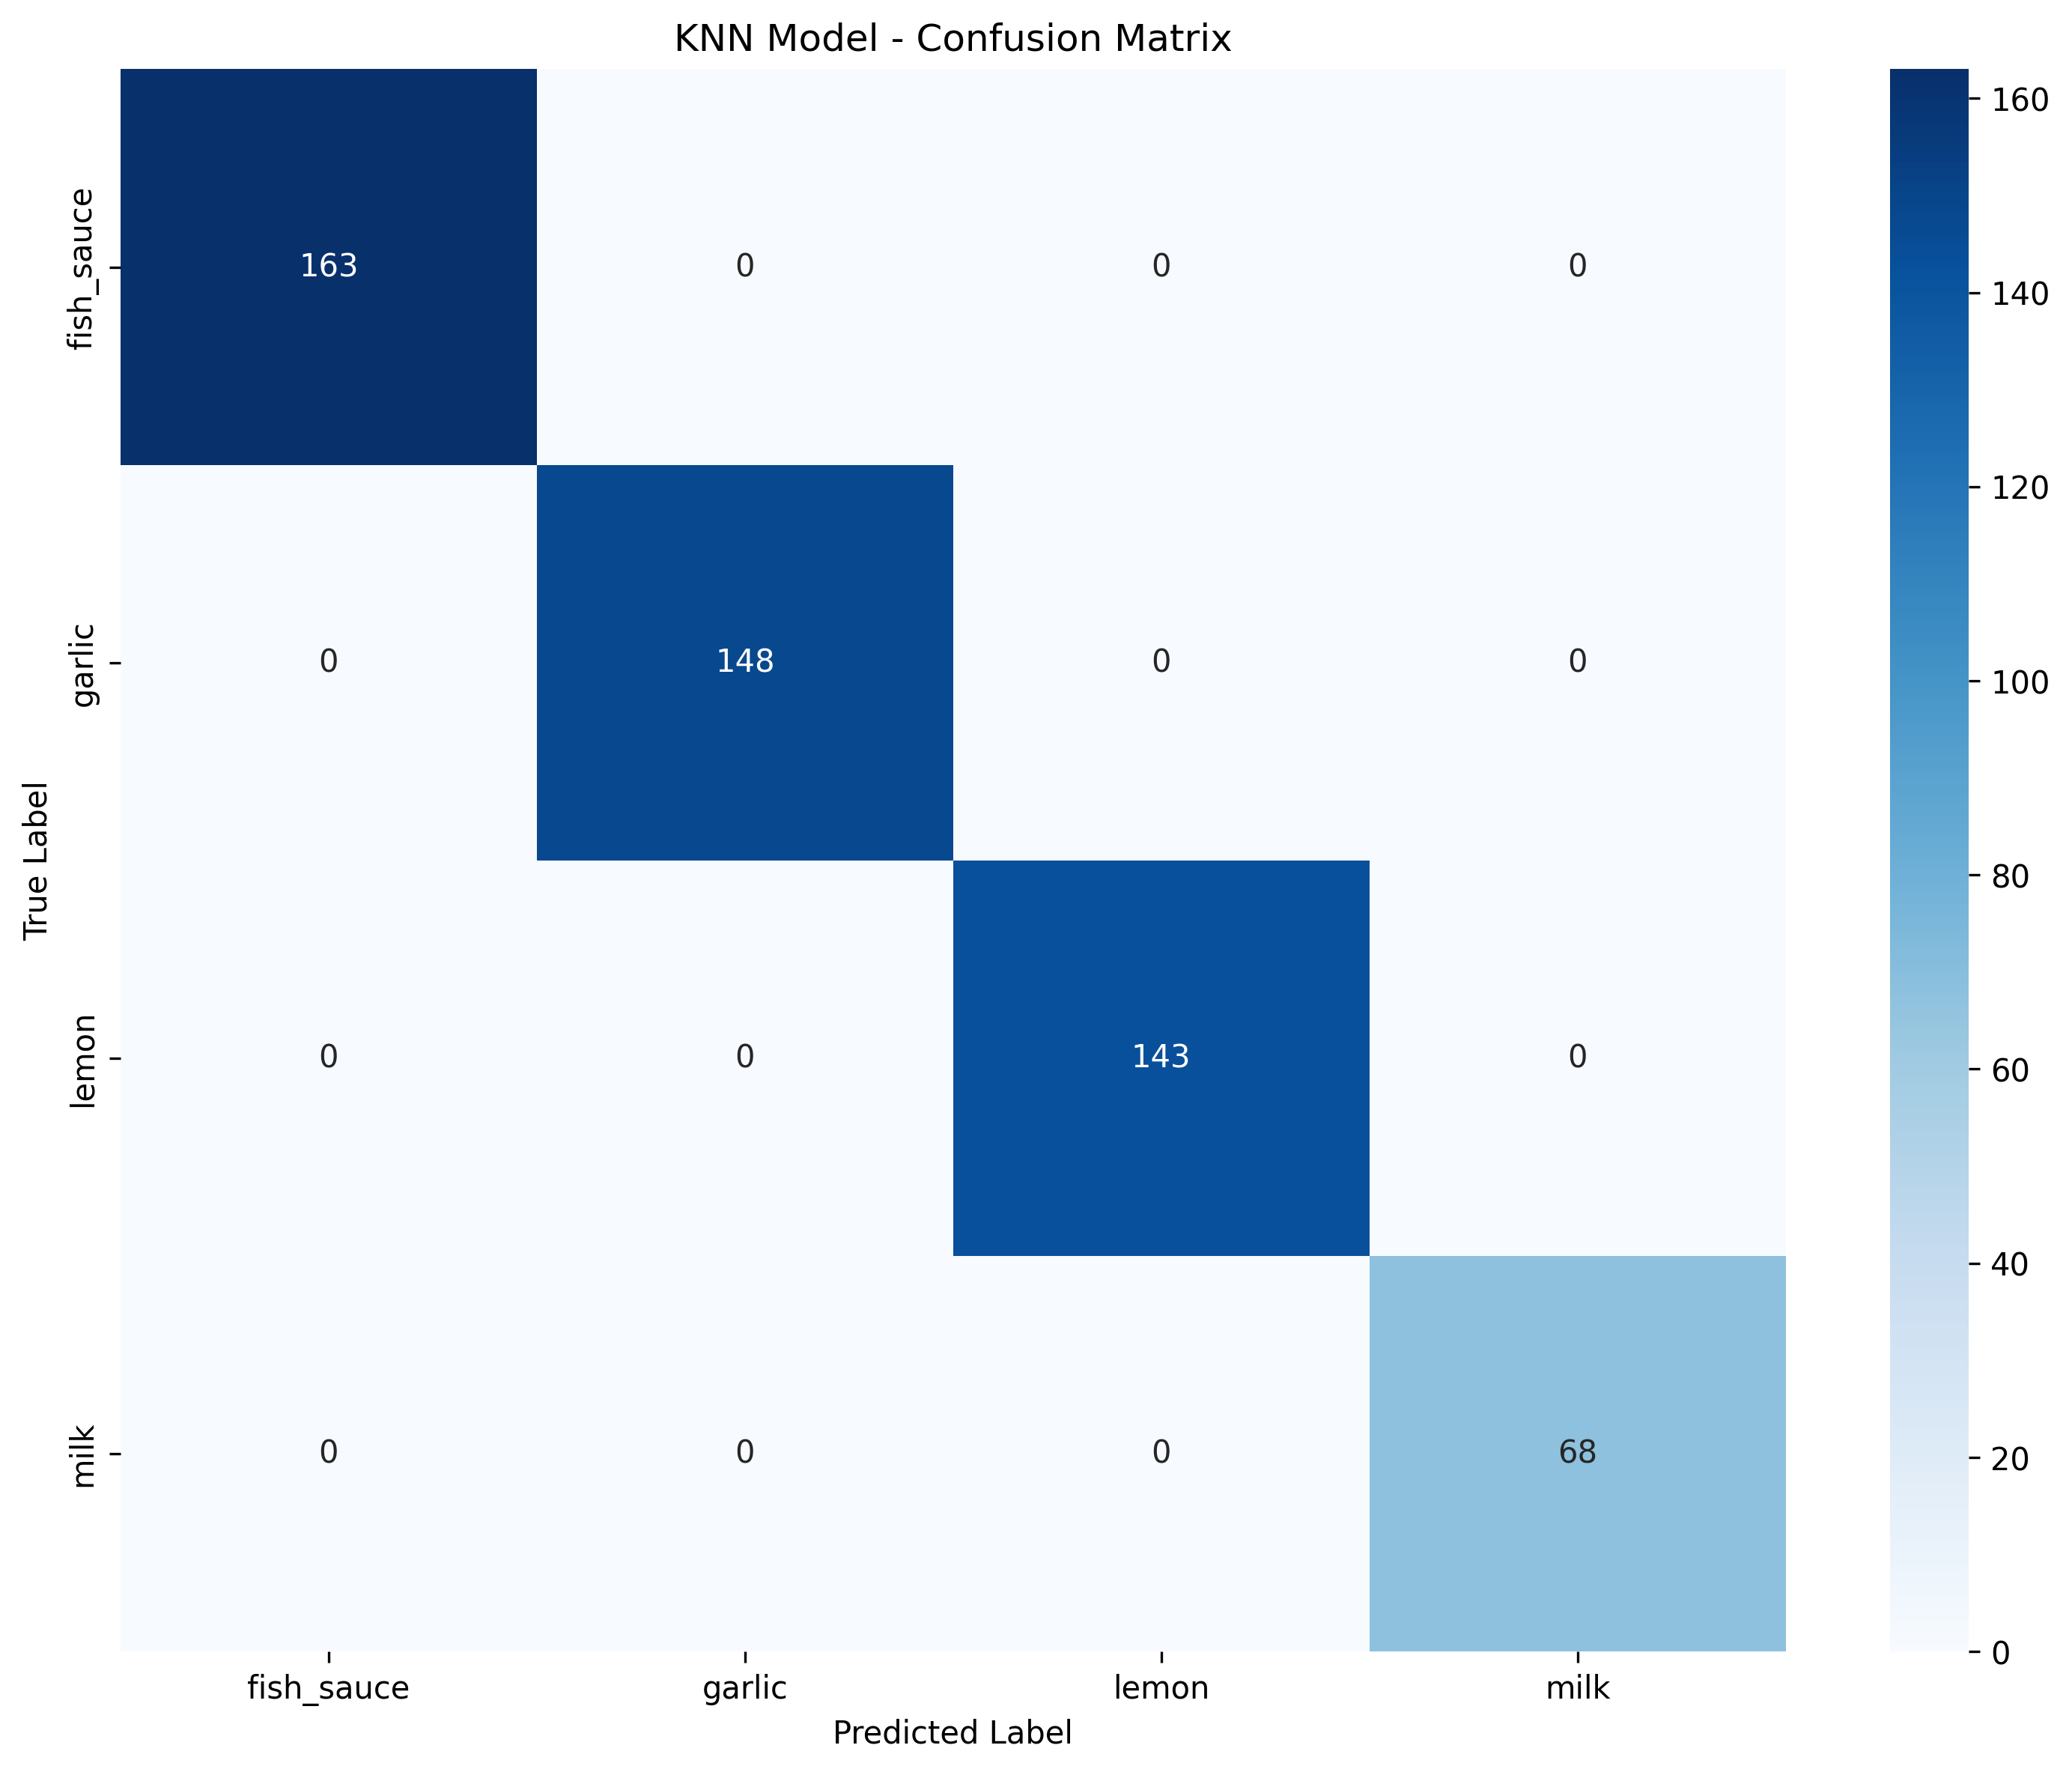 KNN Model - Confusion Matrix
True Label
fish_sauce
163 0 0 0
garlic
0 148 0 0
lemon
0 0 143 0
milk
0 0 0 68
fish_sauce garlic lemon milk
Predicted Label
160
140
120
100
80
60
40
20
0